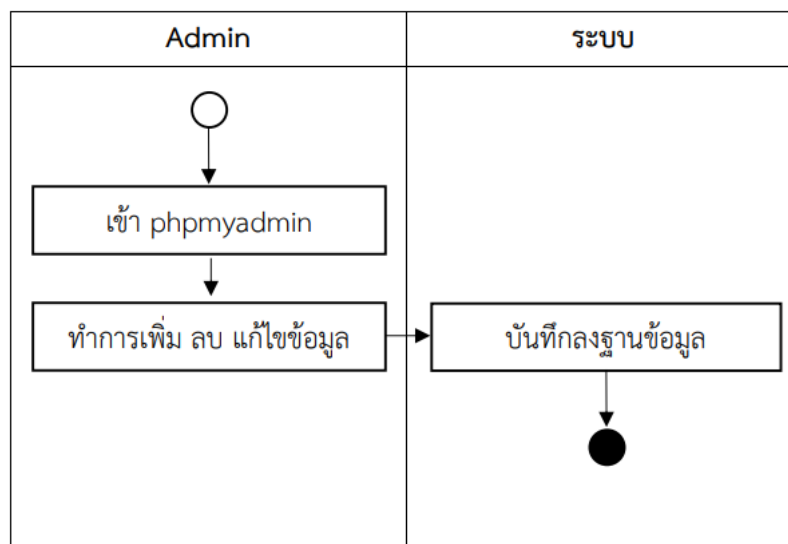 Admin
ระบบ
เข้า phpmyadmin
ทำการเพิ่ม ลบ แก้ไขข้อมูล
บันทึกลงฐานข้อมูล